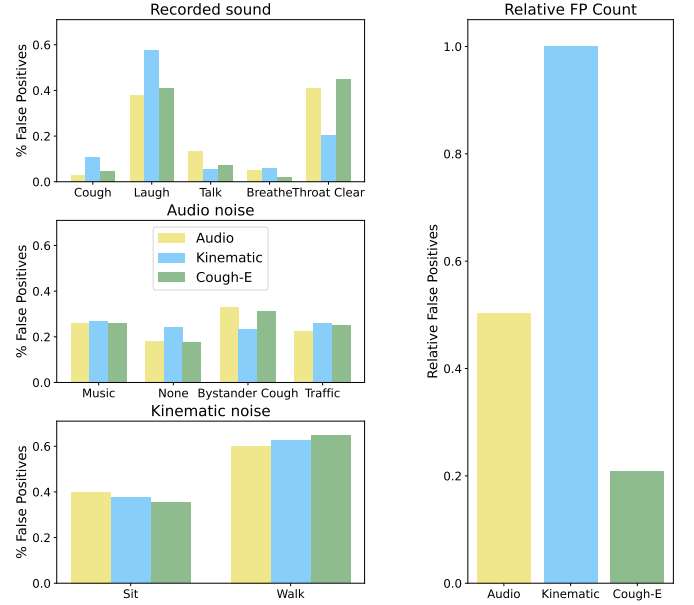 Recorded sound
% False Positives
0.6
0.4
0.2
0.0
Cough Laugh Talk Breathe Throat Clear
Audio noise
% False Positives
0.6
0.4
0.2
0.0
Audio
Kinematic
Cough-E
Music None Bystander Cough Traffic
Kinematic noise
% False Positives
0.6
0.4
0.2
0.0
Sit Walk
Relative FP Count
Relative False Positives
1.0
0.8
0.6
0.4
0.2
0.0
Audio Kinematic Cough-E